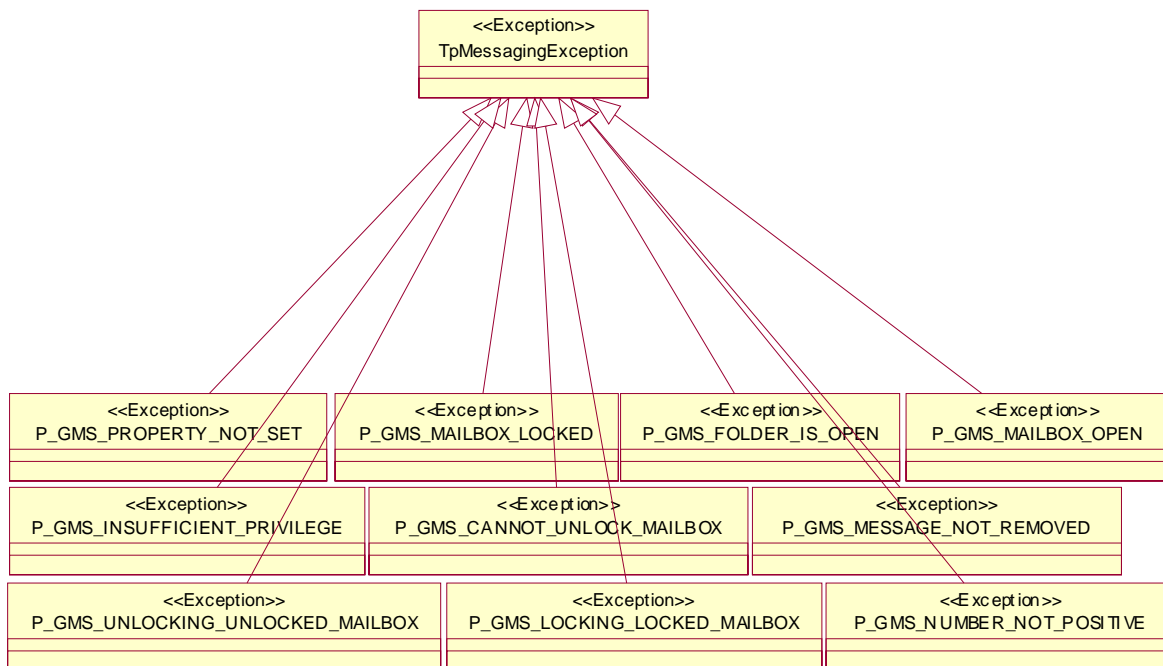 <<Exception>>
TpMessagingException
<<Exception>>
P_GMS_PROPERTY_NOT_SET
<<Exception>>
P_GMS_MAILBOX_LOCKED
<<Exception>>
P_GMS_FOLDER_IS_OPEN
<<Exception>>
P_GMS_MAILBOX_OPEN
<<Exception>>
P_GMS_INSUFFICIENT_PRIVILEGE
<<Exception>>
P_GMS_CANNOT_UNLOCK_MAILBOX
<<Exception>>
P_GMS_MESSAGE_NOT_REMOVED
<<Exception>>
P_GMS_UNLOCKING_UNLOCKED_MAILBOX
<<Exception>>
P_GMS_LOCKING_LOCKED_MAILBOX
<<Exception>>
P_GMS_NUMBER_NOT_POSITIVE